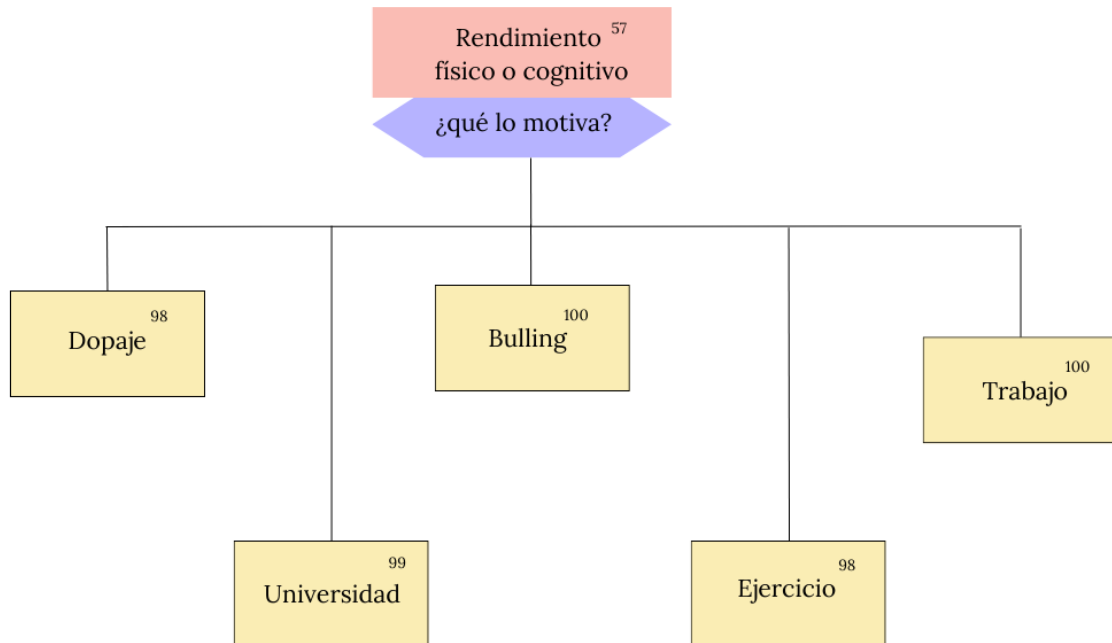 Rendimiento 57
físico o cognitivo
¿qué lo motiva?
Dopaje 98
Bulling 100
Trabajo 100
Universidad 99
Ejercicio 98